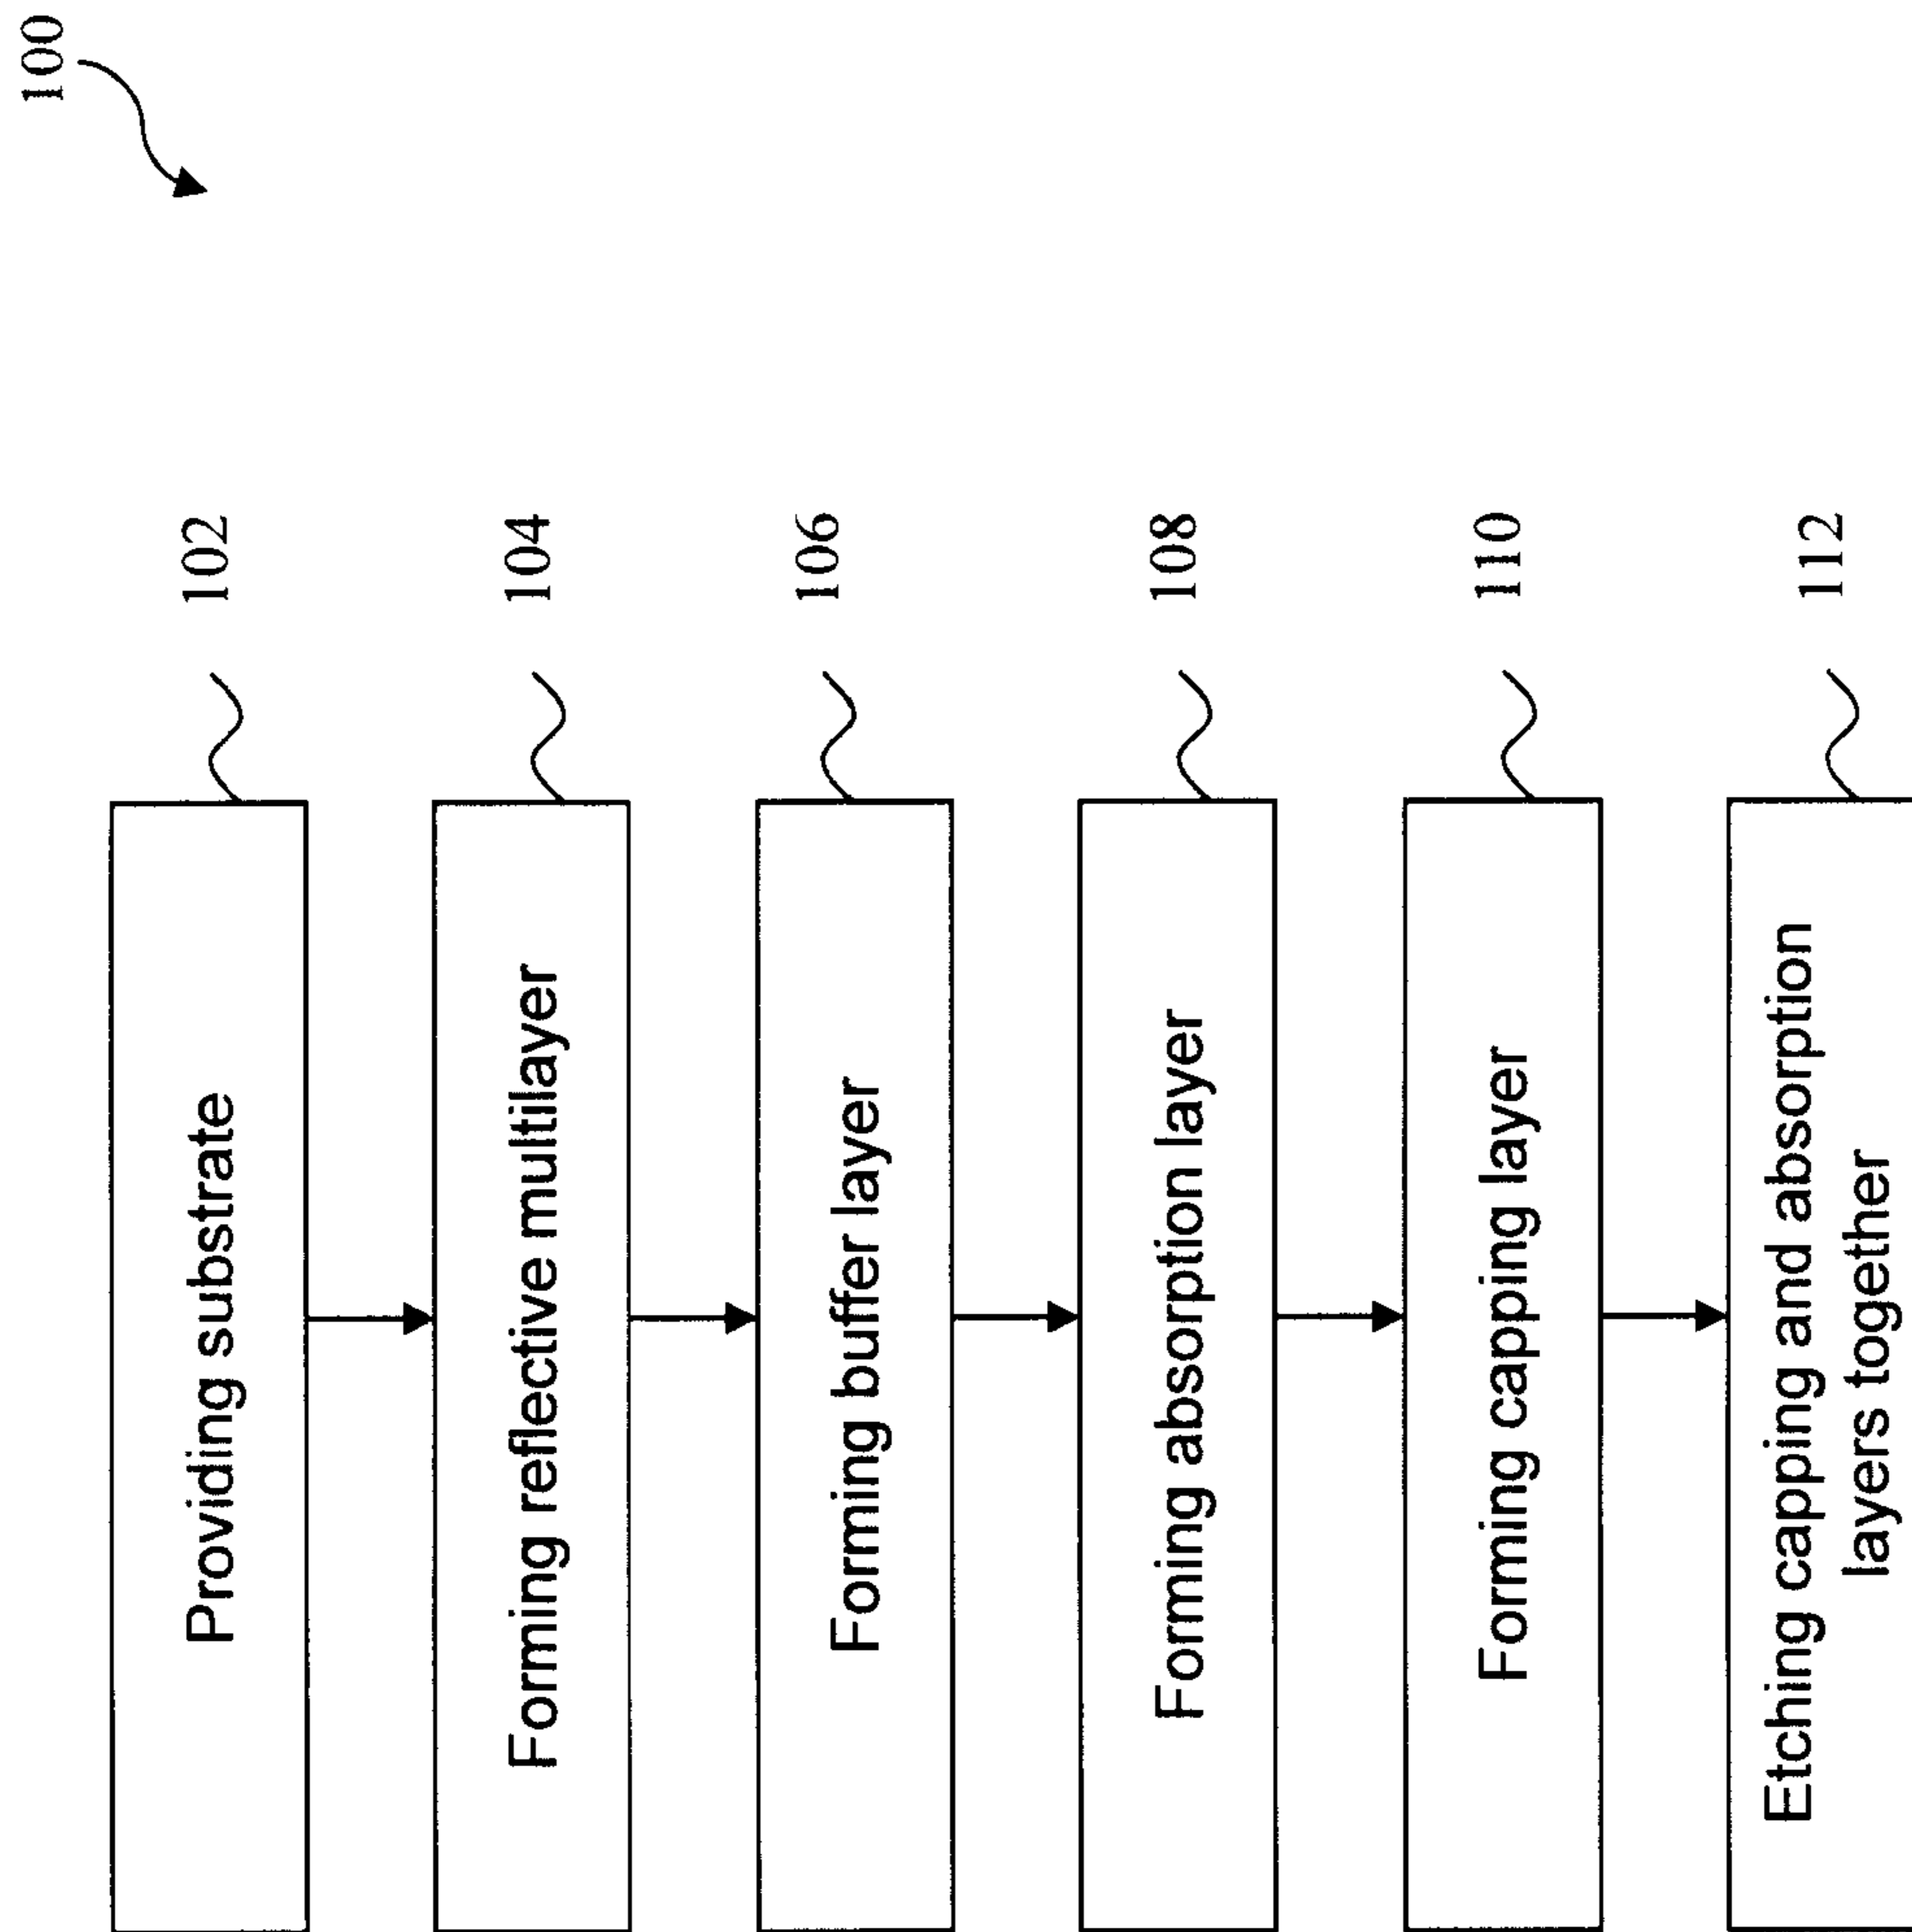 100
Providing substrate
102
Forming reflective multilayer
104
Forming buffer layer
106
Forming absorption layer
108
Forming capping layer
110
Etching capping and absorption
layers together
112